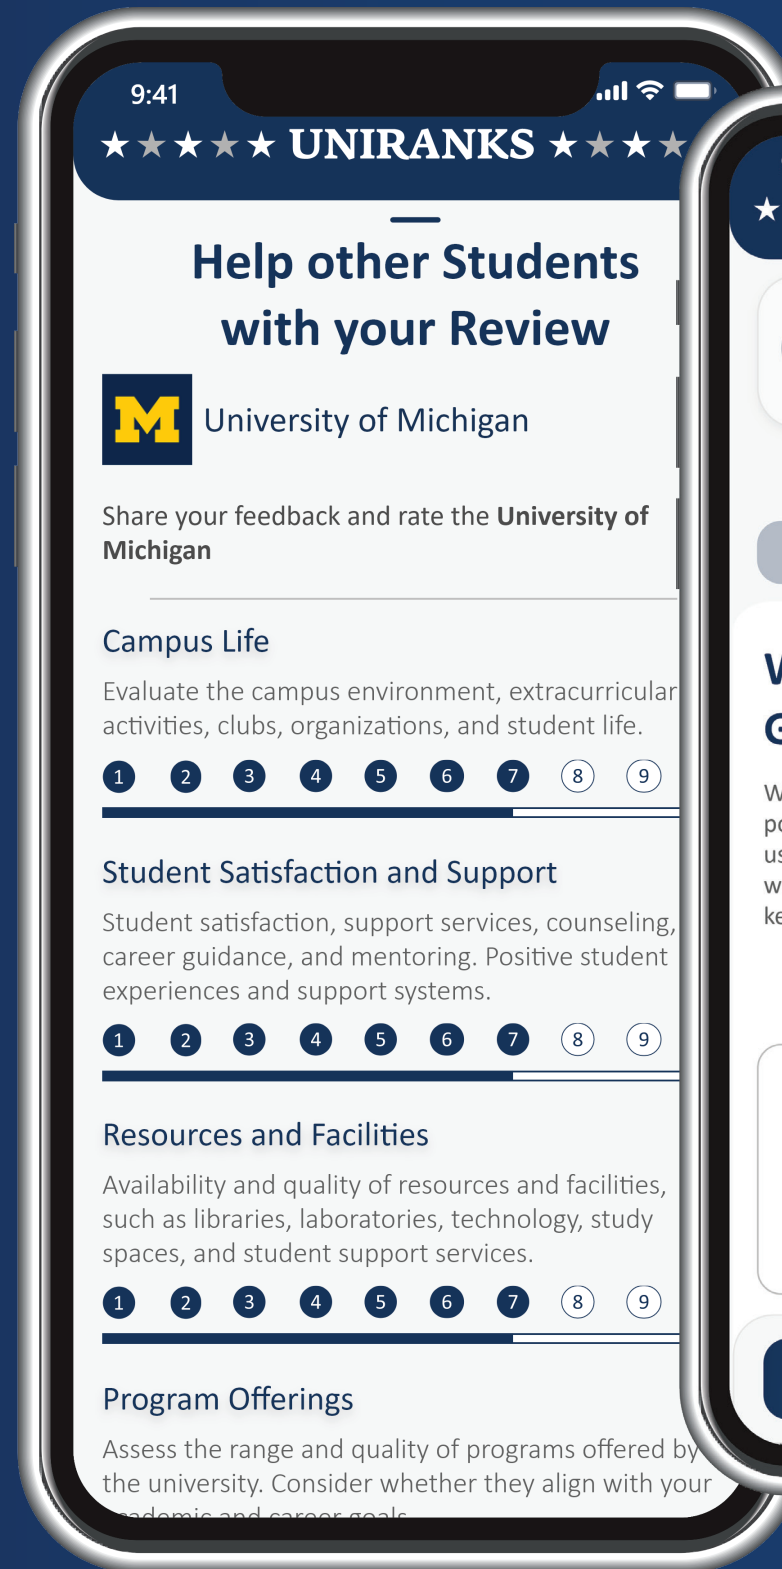 9:41
UNIRANKS
Help other Students
with your Review
M
University of Michigan
Share your feedback and rate the University of
Michigan
Campus Life
Evaluate the campus environment, extracurricular
activities, clubs, organizations, and student life.
1 2 3 4 5 6 7 8 9
Student Satisfaction and Support
Student satisfaction, support services, counseling,
career guidance, and mentoring. Positive student
experiences and support systems.
1 2 3 4 5 6 7 8 9
Resources and Facilities
Availability and quality of resources and facilities,
such as libraries, laboratories, technology, study
spaces, and student support services.
1 2 3 4 5 6 7 8 9
Program Offerings
Assess the range and quality of programs offered by
the university. Consider whether they align with your
academic and career goals